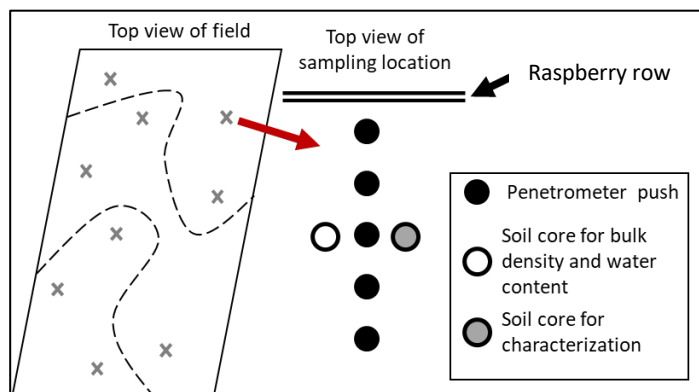 Top view of field
Top view of
sampling location
Raspberry row
Penetrometer push
Soil core for bulk
density and water
content
Soil core for
characterization